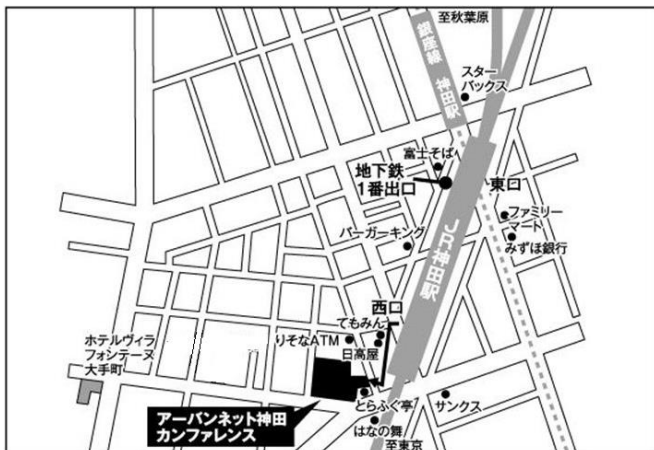 至秋葉原
銀座線 神田駅
スター
バックス
富士そば
地下鉄
1番出口
東口
ファミリー
マート
みずほ銀行
バーガーキング
JR神田駅
西口
てもみん
りそなATM
日高屋
ホテルヴィラ
フォンテーヌ
大手町
とらふぐ亭
サンクス
アーバンネット神田
カンファレンス
はなの舞
至東京